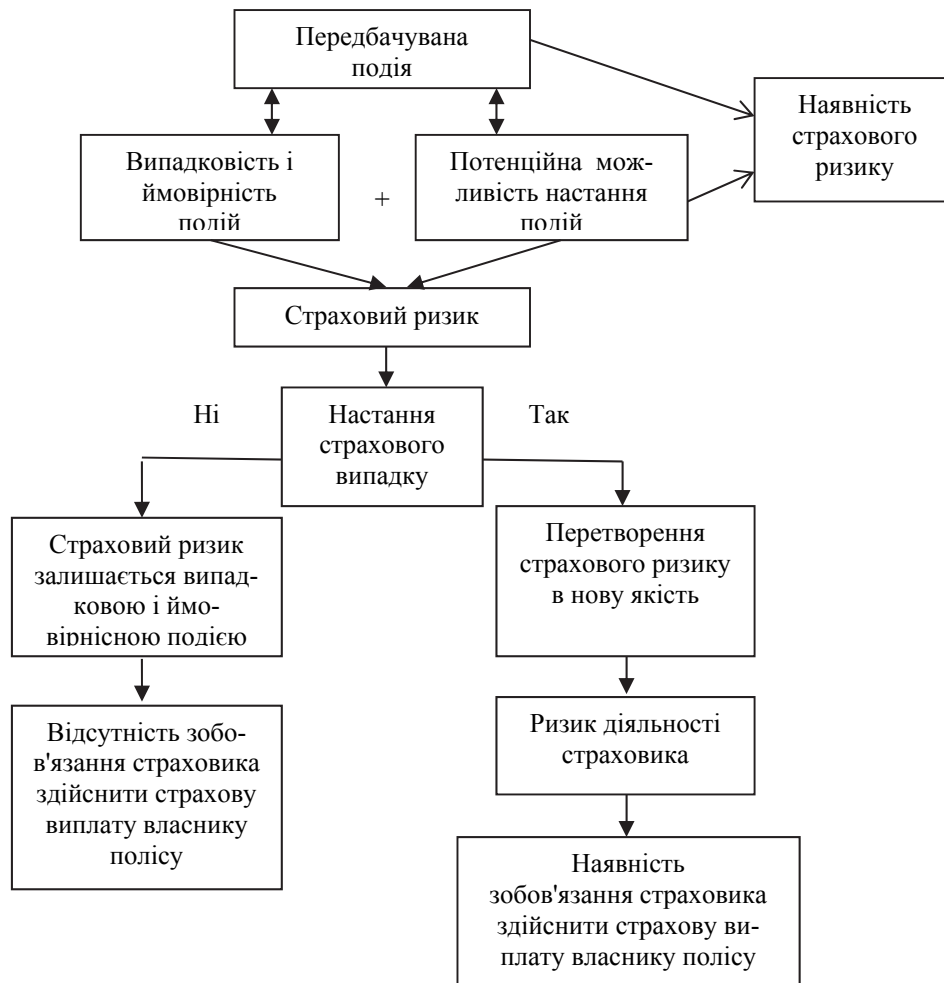 Передбачувана
подія
Наявність
страхового
ризику
Випадковість і
ймовірність
подій
+
Потенційна мож-
ливість настання
подій
Страховий ризик
Ні
Настання
страхового
випадку
Так
Страховий ризик
залишається випад-
ковою і ймо-
вірнісною подією
Перетворення
страхового ризику
в нову якість
Відсутність зобо-
в'язання страховика
здійснити страхову
виплату власнику
полісу
Ризик діяльності
страховика
Наявність
зобов'язання страховика
здійснити страхову ви-
плату власнику полісу